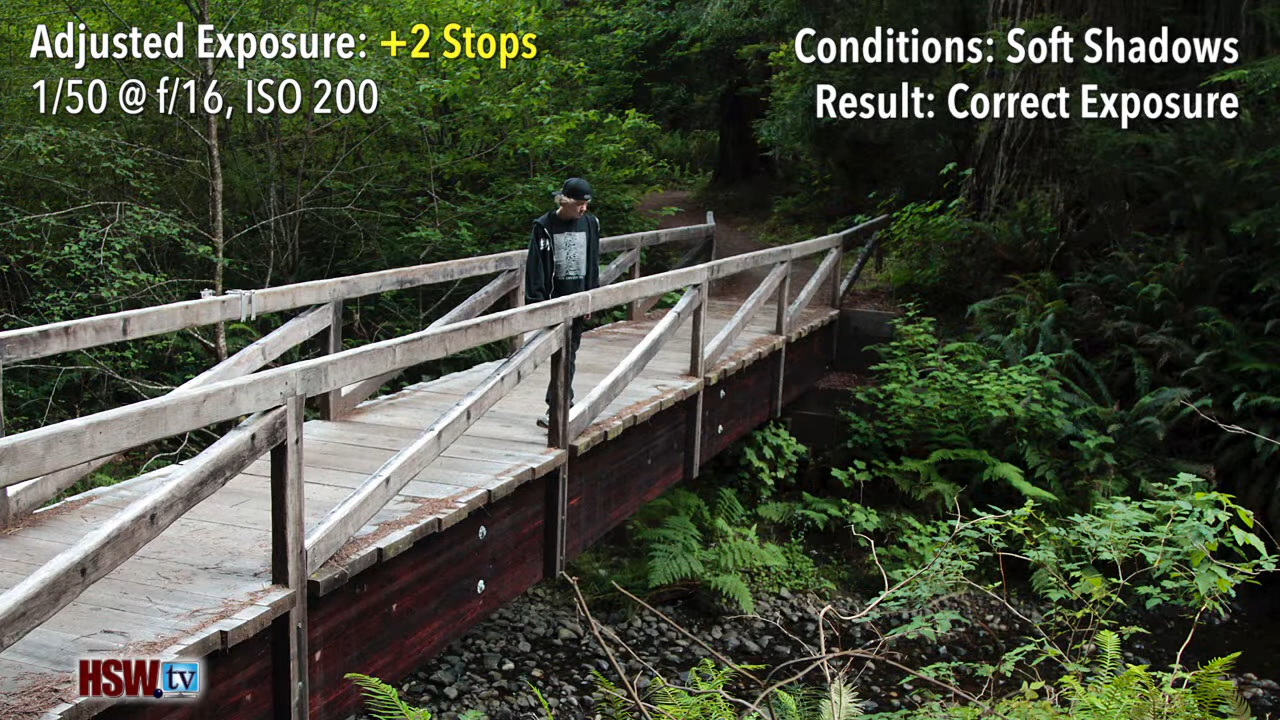 Adjusted Exposure: +2 Stops
1/50 @ f/16, ISO 200
Conditions: Soft Shadows
Result: Correct Exposure
HSW.tv